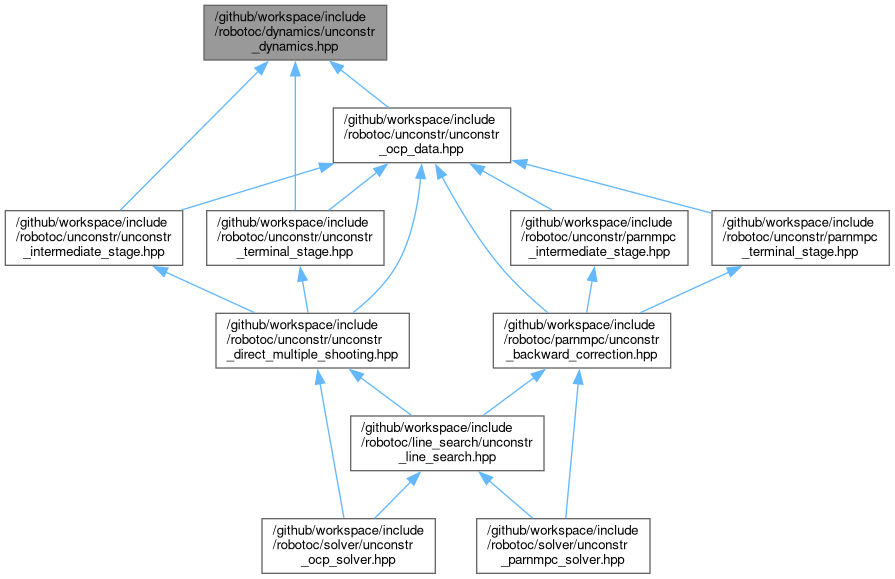 /github/workspace/include
/robotoc/dynamics/unconstr
_dynamics.hpp
/github/workspace/include
/robotoc/unconstr/unconstr
_ocp_data.hpp
/github/workspace/include
/robotoc/unconstr/unconstr
_intermediate_stage.hpp
/github/workspace/include
/robotoc/unconstr/unconstr
_terminal_stage.hpp
/github/workspace/include
/robotoc/unconstr/parnmpc
_intermediate_stage.hpp
/github/workspace/include
/robotoc/unconstr/parnmpc
_terminal_stage.hpp
/github/workspace/include
/robotoc/unconstr/unconstr
_direct_multiple_shooting.hpp
/github/workspace/include
/robotoc/parnmpc/unconstr
_backward_correction.hpp
/github/workspace/include
/robotoc/line_search/unconstr
_line_search.hpp
/github/workspace/include
/robotoc/solver/unconstr
_ocp_solver.hpp
/github/workspace/include
/robotoc/solver/unconstr
_parnmpc_solver.hpp